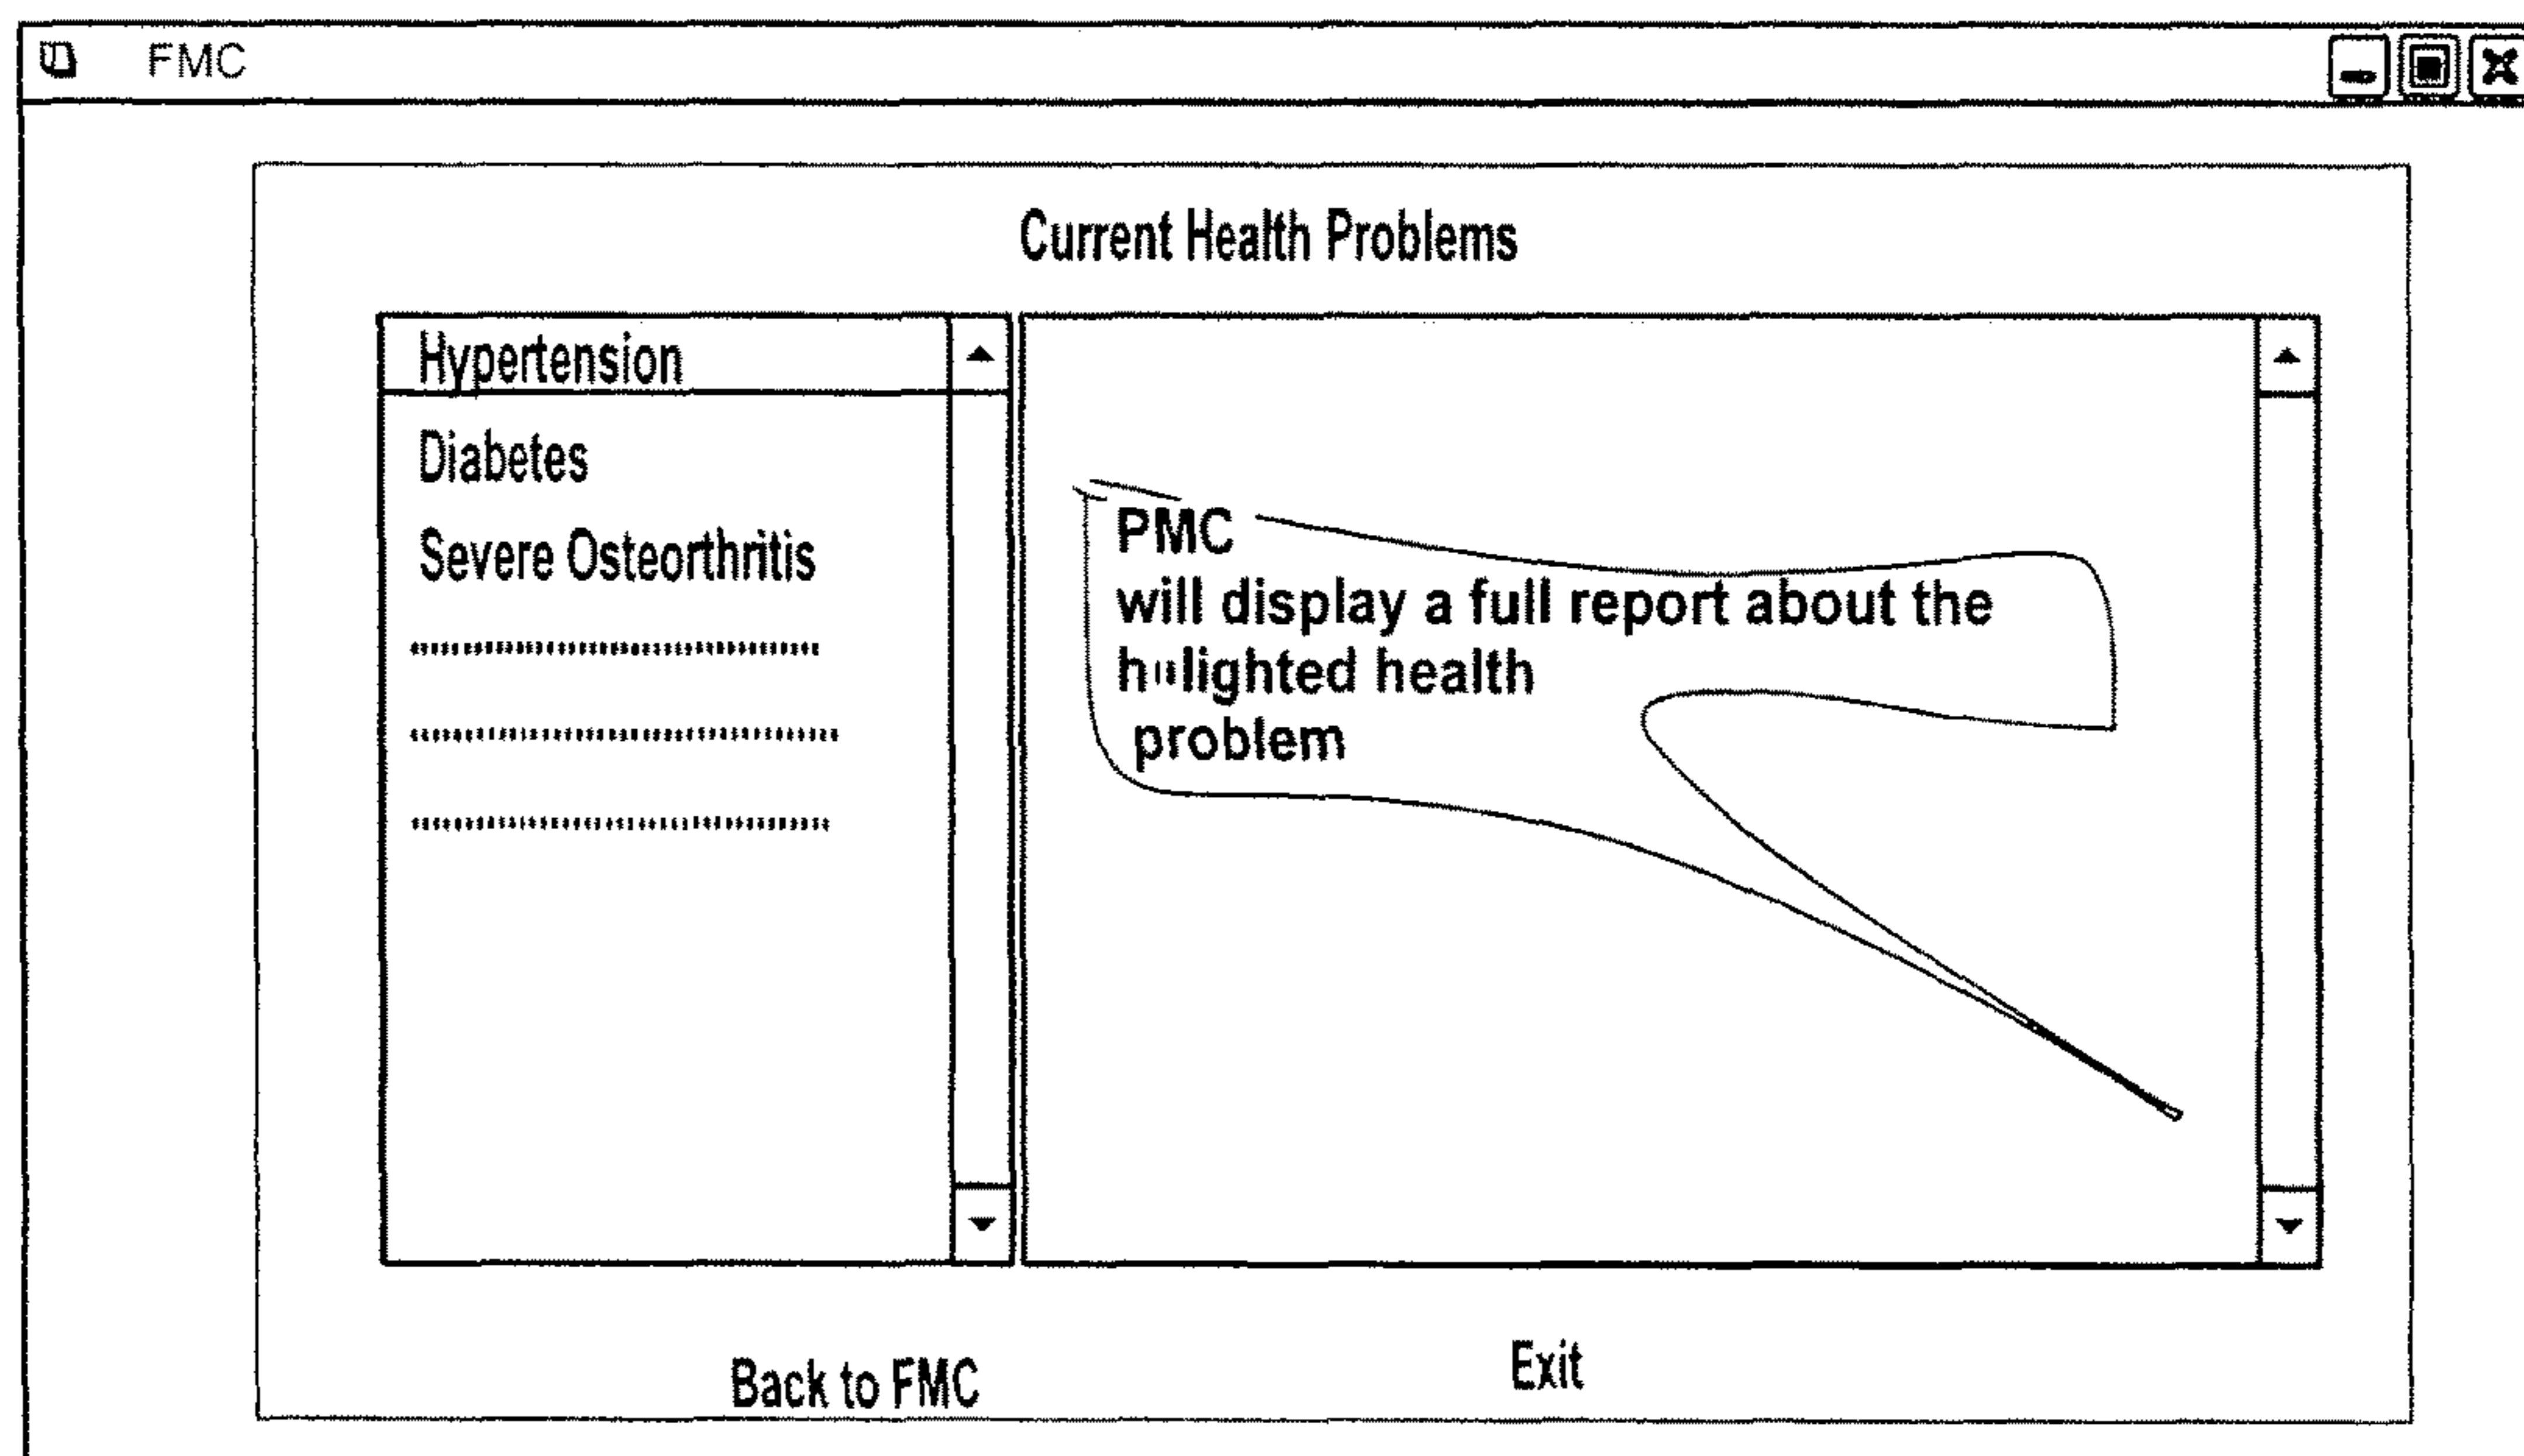 FMC
Current Health Problems
Hypertension
Diabetes
Severe Osteorthritis
PMC
will display a full report about the
health
problem
Back to FMC
Exit